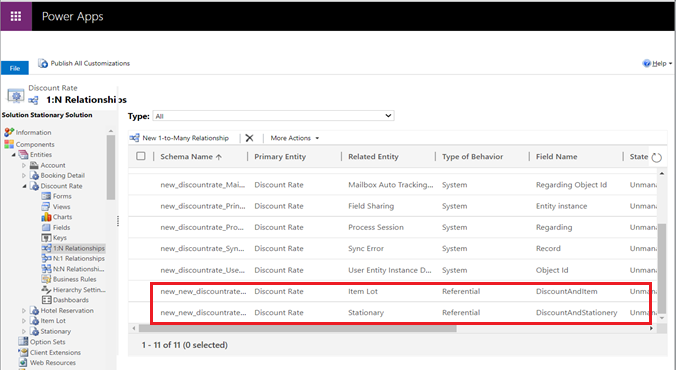 Power Apps
File
Publish All Customizations
Help
Discount Rate
1:N Relationships
Solution Stationary Solution
Information
Components
Entities
Account
Booking Detail
Discount Rate
Forms
Views
Charts
Fields
Keys
1:N Relationships
N:1 Relationships
N:N Relationshi...
Business Rules
Hierarchy Settin...
Dashboards
Hotel Reservation
Item Lot
Stationary
Option Sets
Client Extensions
Web Resources
Type: All
New 1-to-Many Relationship More Actions
Schema Name Primary Entity Related Entity Type of Behavior Field Name State
new_discountrate_Mai... Discount Rate Mailbox Auto Tracking... System Regarding Object Id Unmana
new_discountrate_Prin... Discount Rate Field Sharing System Entity instance Unmana
new_discountrate_Pro... Discount Rate Process Session System Regarding Unmana
new_discountrate_Syn... Discount Rate Sync Error System Record Unmana
new_discountrate_Use... Discount Rate User Entity Instance D... System Object Id Unmana
new_new_discountrate... Discount Rate Item Lot Referential DiscountAndItem Unmana
new_new_discountrate... Discount Rate Stationary Referential DiscountAndStationery Unmana
1 - 11 of 11 (0 selected)